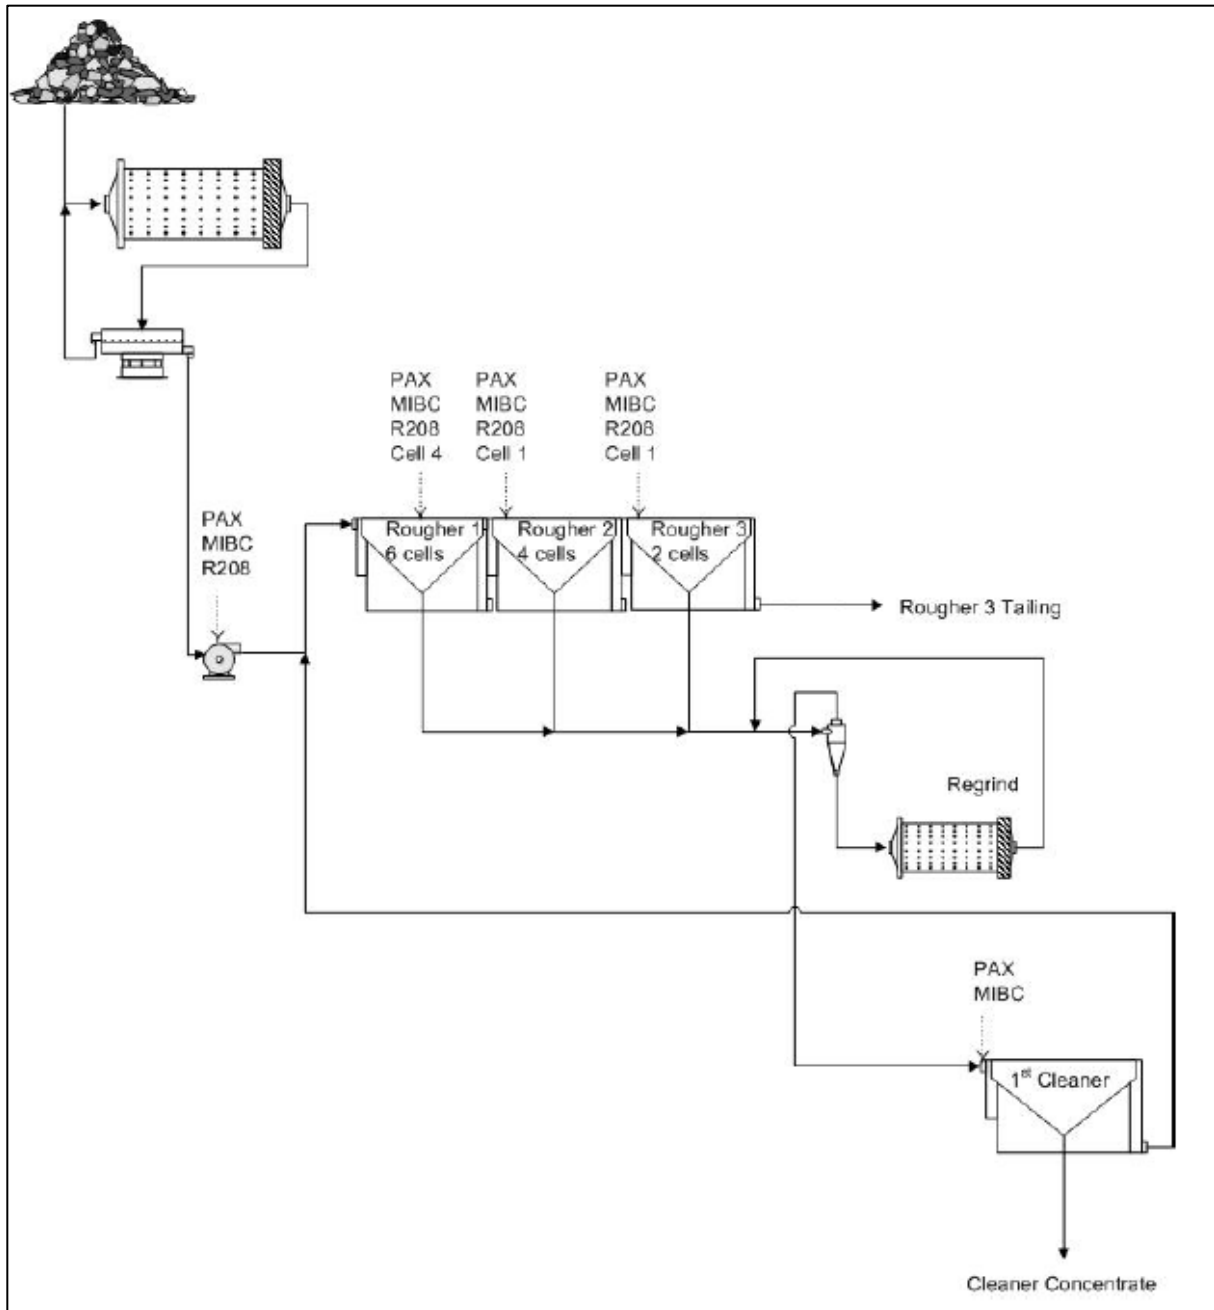 PAX
MIBC
R208
Cell 4
PAX
MIBC
R208
Cell 1
PAX
MIBC
R208
Cell 1
PAX
MIBC
R208
Rougher 1
6 cells
Rougher 2
4 cells
Rougher 3
2 cells
Rougher 3 Tailing
Regrind
PAX
MIBC
1st Cleaner
Cleaner Concentrate